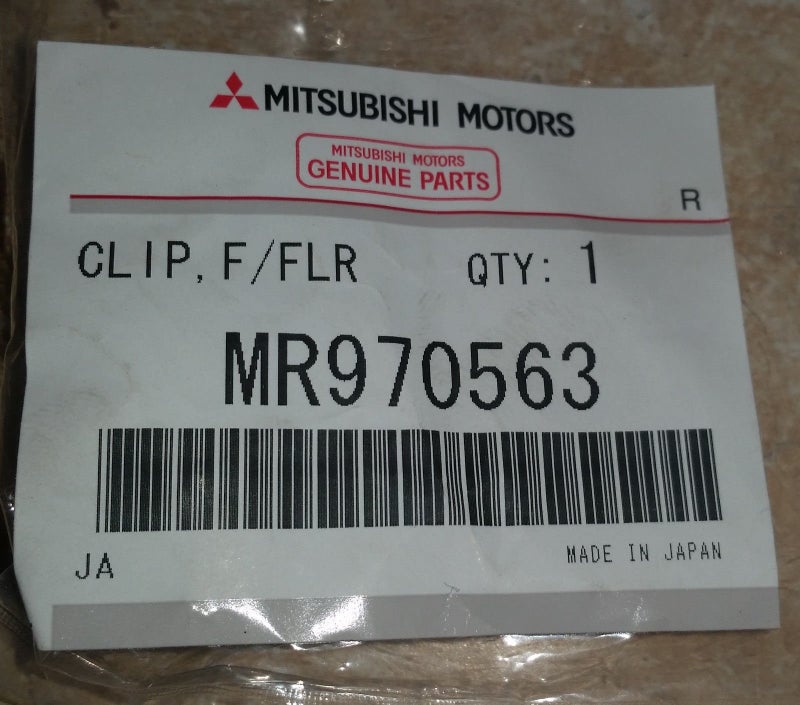 MITSUBISHI MOTORS
MITSUBISHI MOTORS
GENUINE PARTS
R
CLIP, F/FLR QTY: 1
MR970563
JA MADE IN JAPAN